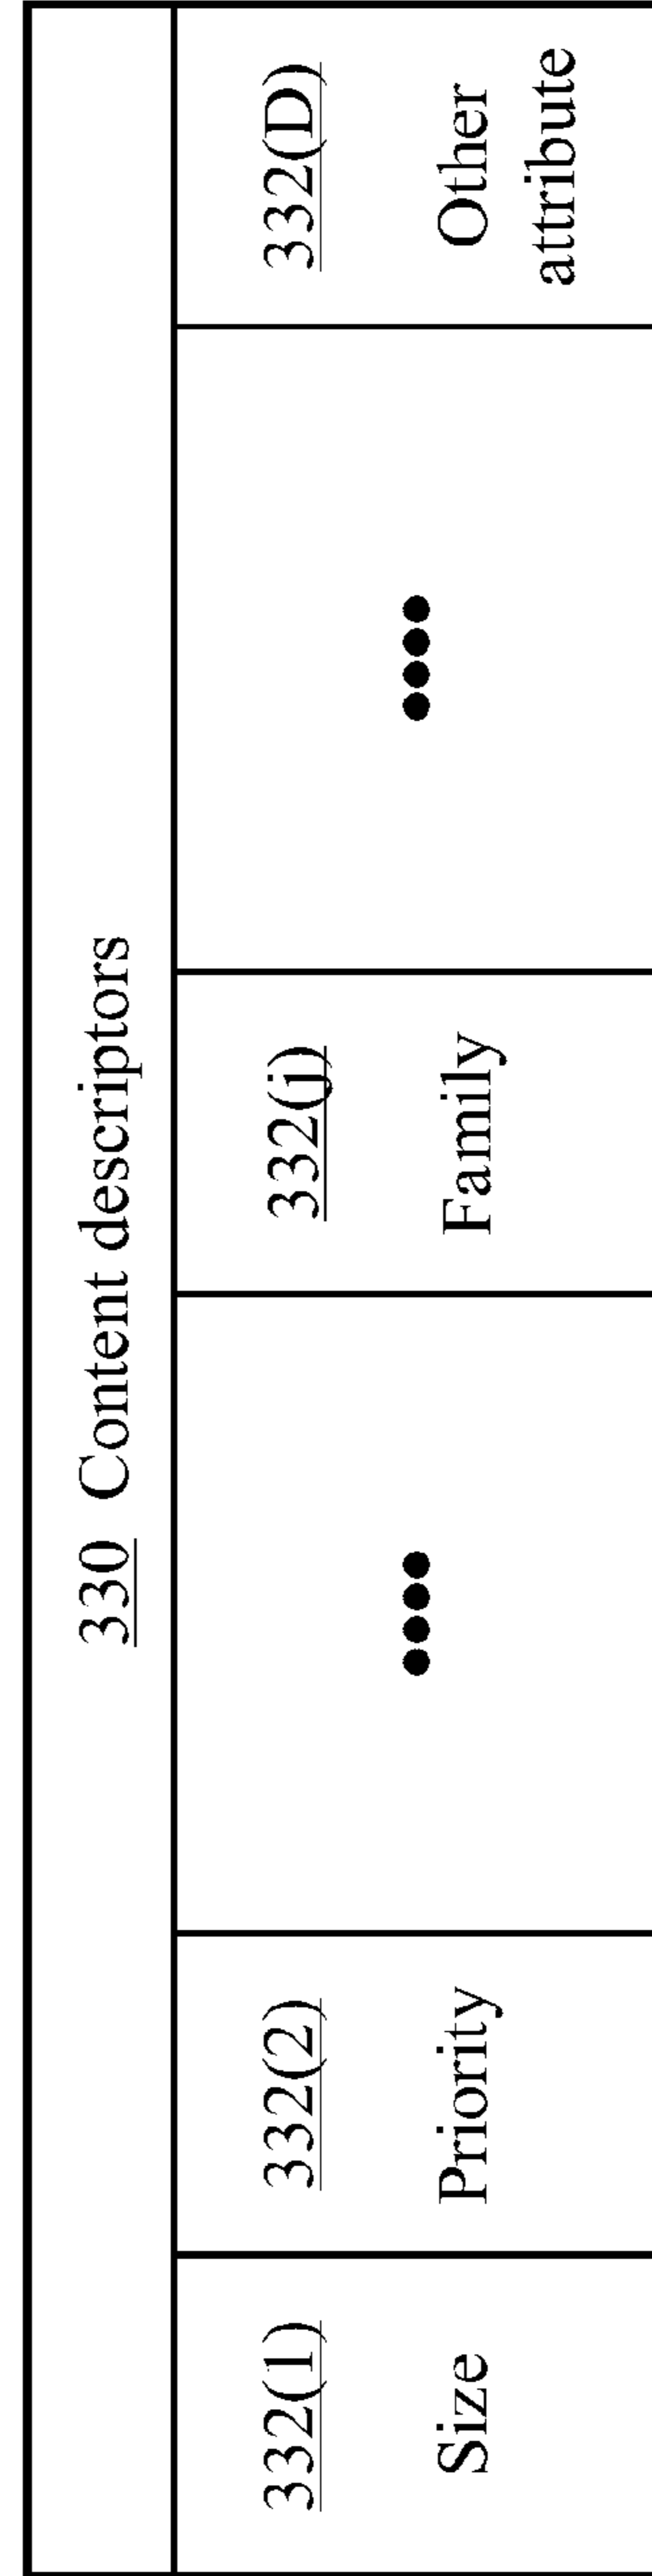 330 Content descriptors
332(1)
Size
332(2)
Priority
••••
332(j)
Family
••••
332(D)
Other
attribute